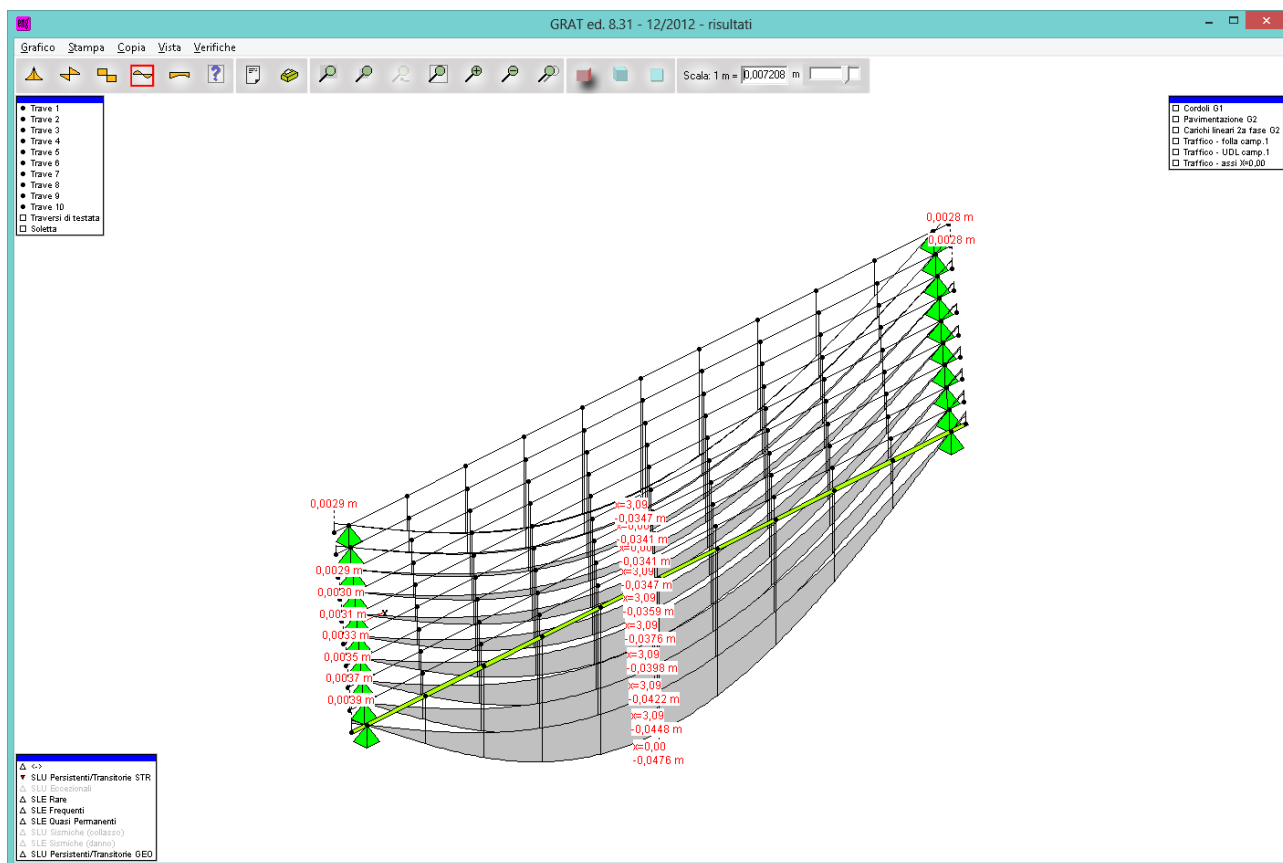 eng
GRAT ed. 8.31 - 12/2012 - risultati
Grafico Stampa Copia Vista Verifiche
Scala: 1 m = 0,007208 m
Trave 1
Trave 2
Trave 3
Trave 4
Trave 5
Trave 6
Trave 7
Trave 8
Trave 9
Trave 10
Traversi di testata
Soletta
Cordoli G1
Pavimentazione G2
Carichi lineari 2a fase G2
Traffico - folla camp.1
Traffico - UDL camp.1
Traffico - assi X=0,00
0,0028 m
0,0028 m
0,0029 m
0,0029 m
0,0030 m
0,0031 m
x
0,0033 m
0,0035 m
0,0037 m
0,0039 m
x=3,09
-0,0347 m
x=0,00
-0,0341 m
x=0,00
-0,0341 m
x=3,09
-0,0347 m
x=3,09
-0,0359 m
x=3,09
-0,0376 m
x=3,09
-0,0398 m
x=3,09
-0,0422 m
x=3,09
-0,0448 m
x=0,00
-0,0476 m
<->
SLU Persistenti/Transitorie STR
SLU Eccezionali
SLE Rare
SLE Frequenti
SLE Quasi Permanenti
SLU Sismiche (collasso)
SLE Sismiche (danno)
SLU Persistenti/Transitorie GEO